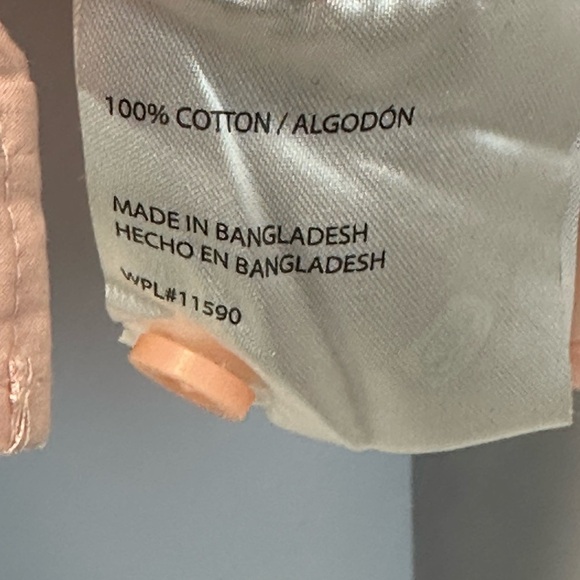 100% COTTON / ALGODÓN
MADE IN BANGLADESH
HECHO EN BANGLADESH
WPL#11590